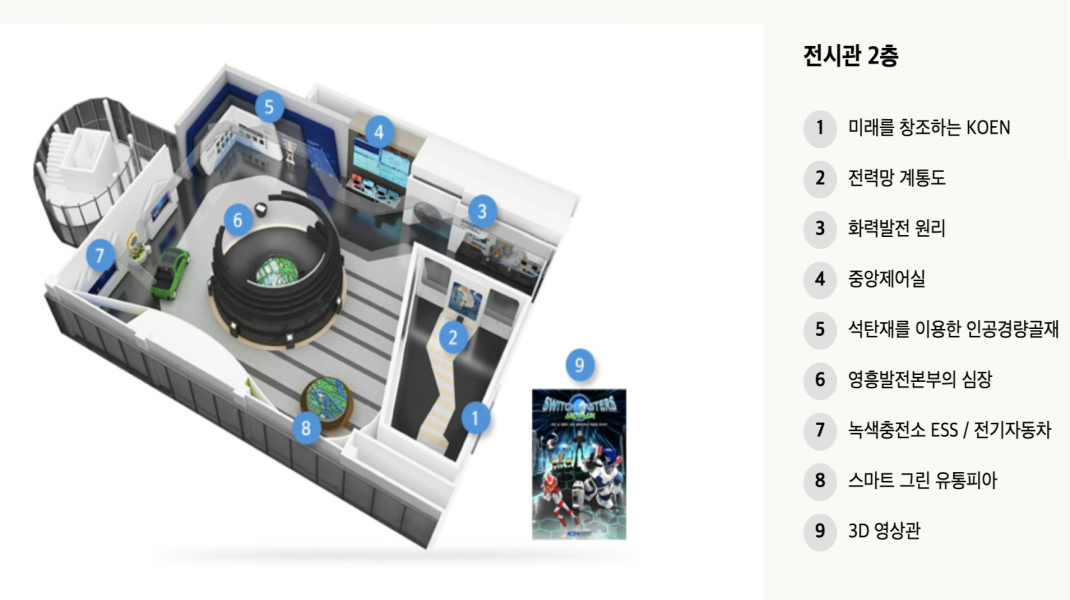 전시관 2층
1 미래를 창조하는 KOEN
2 전력망 계통도
3 화력발전 원리
4 중앙제어실
5 석탄재를 이용한 인공경량골재
6 영흥발전본부의 심장
7 녹색충전소 ESS / 전기자동차
8 스마트 그린 유통피아
9 3D 영상관
5
4
3
6
7
2
9
1
8
SWITCH MASTERS